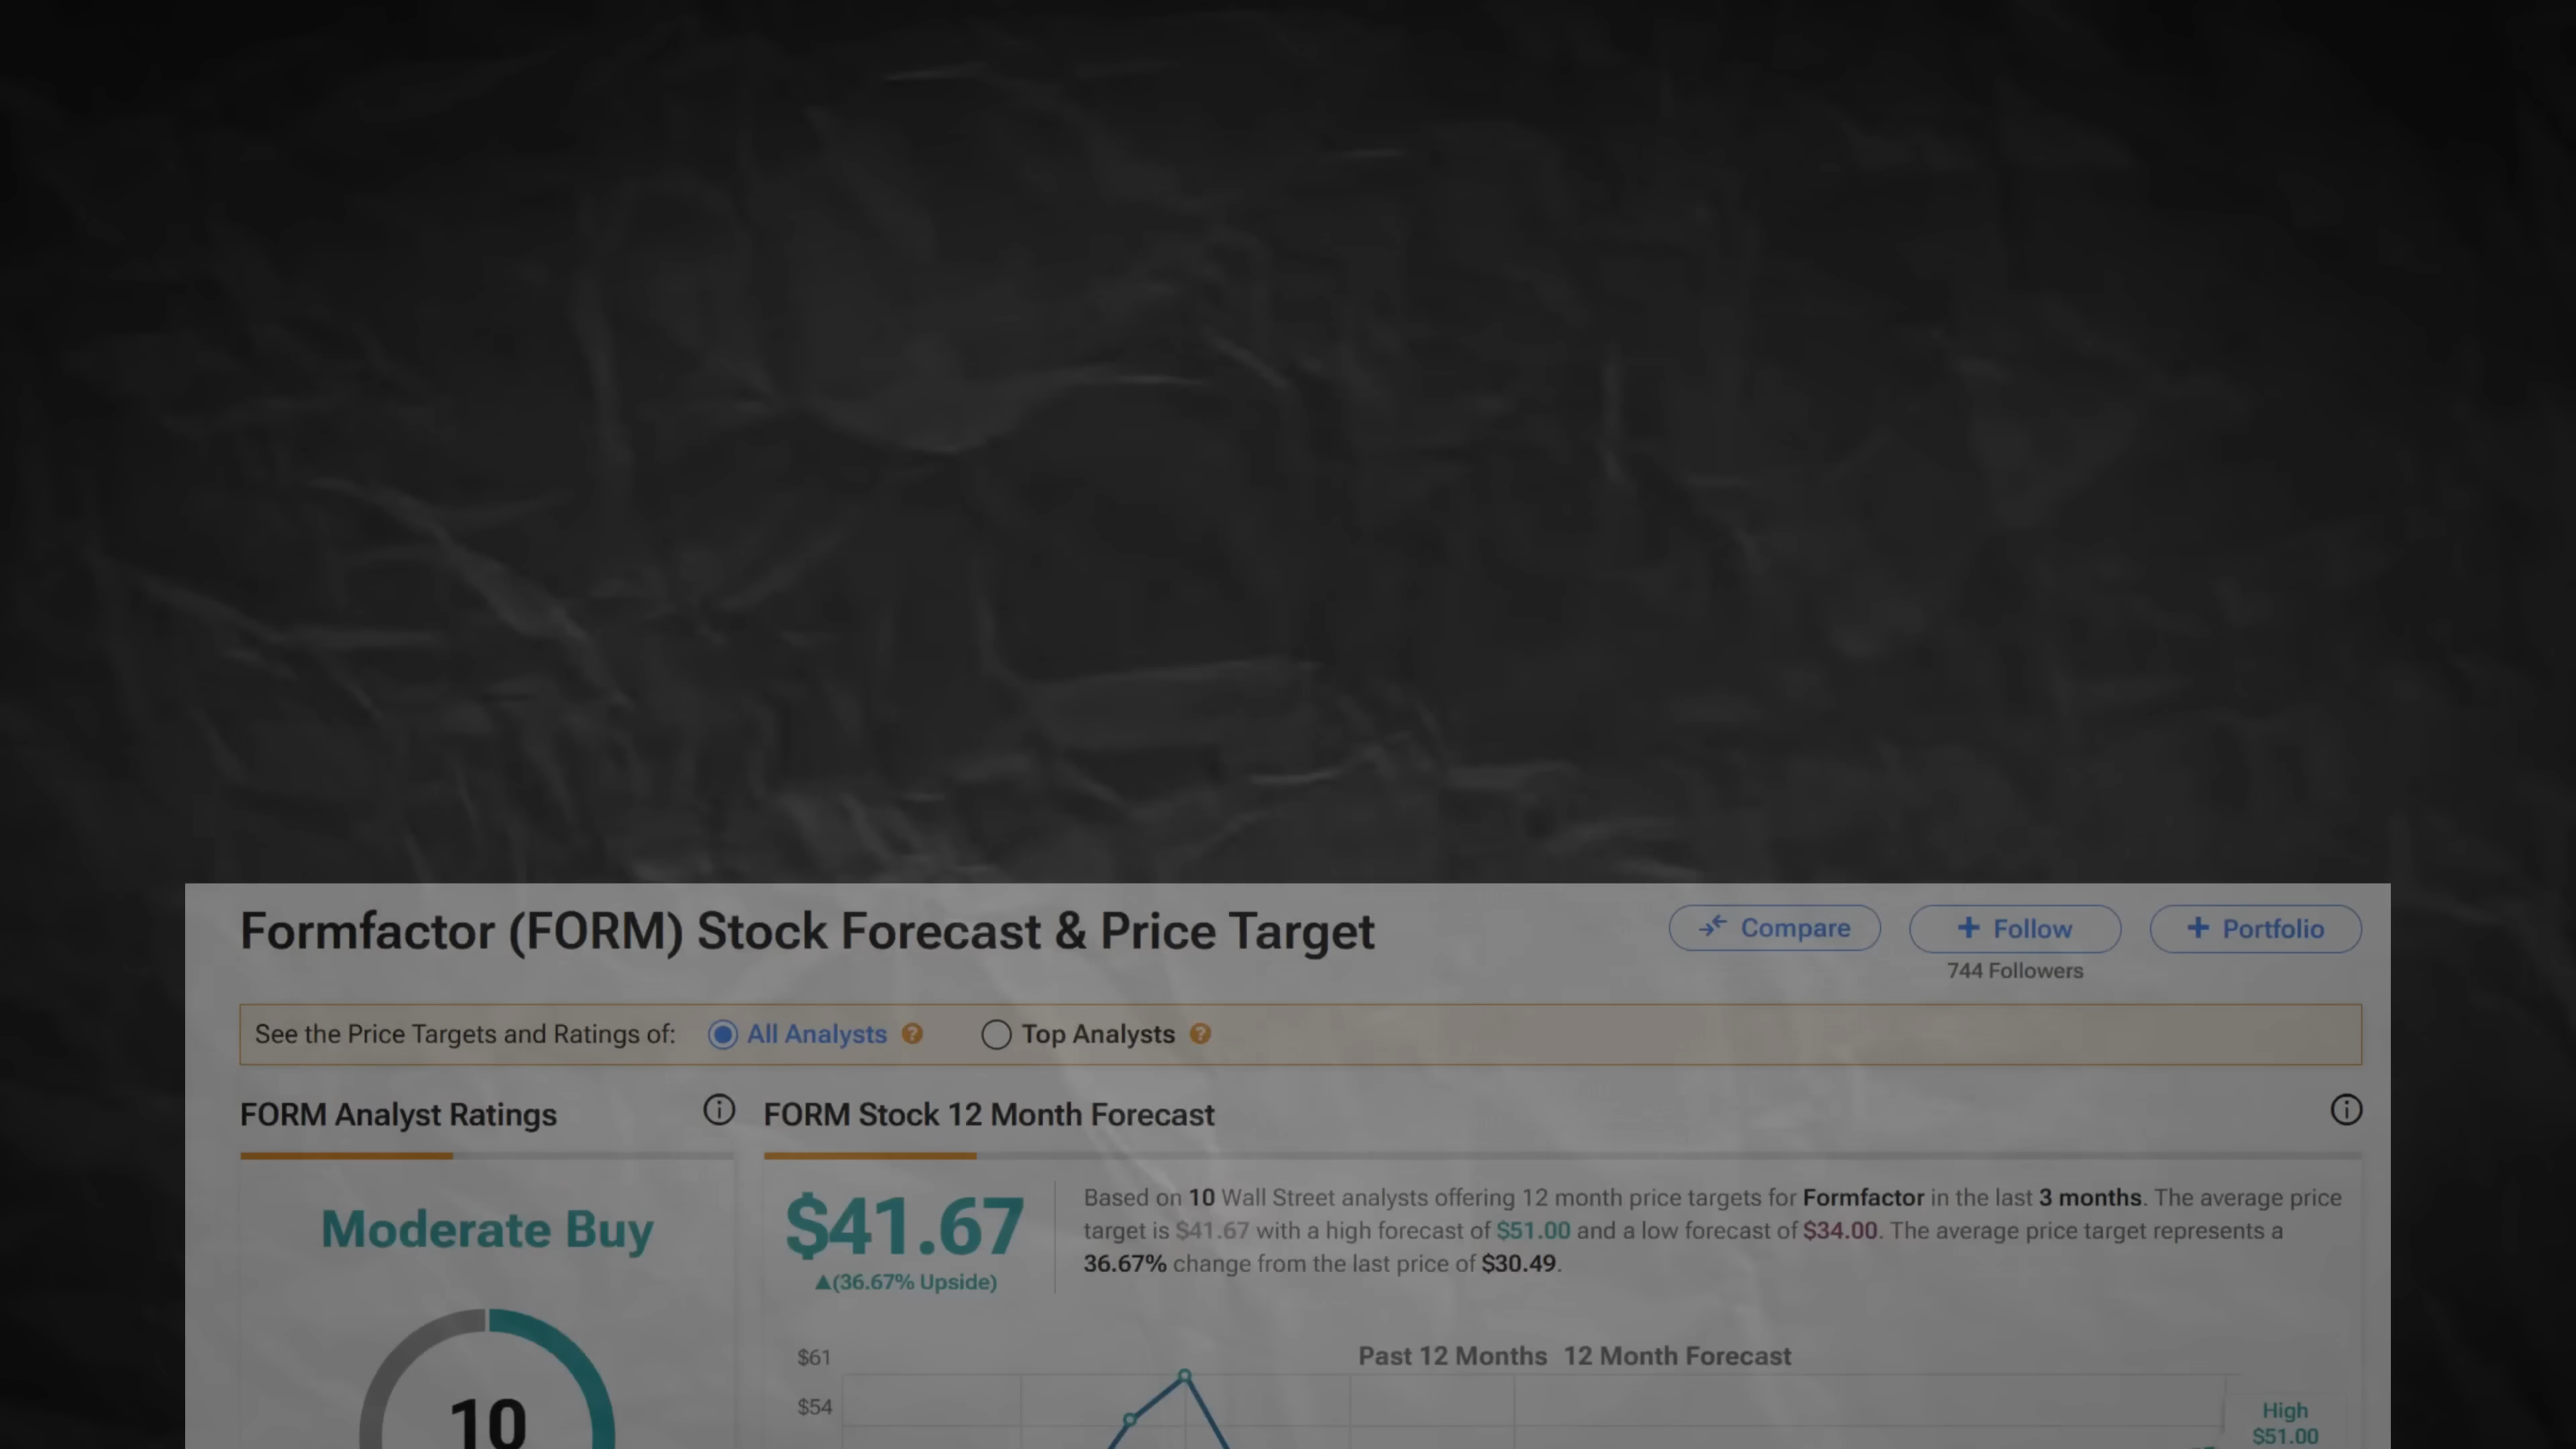 Formfactor (FORM) Stock Forecast & Price Target
Compare
Follow
Portfolio
744 Followers
See the Price Targets and Ratings of:
All Analysts
Top Analysts
FORM Analyst Ratings
FORM Stock 12 Month Forecast
Moderate Buy
$41.67
▲(36.67% Upside)
Based on 10 Wall Street analysts offering 12 month price targets for Formfactor in the last 3 months. The average price
target is $41.67 with a high forecast of $51.00 and a low forecast of $34.00. The average price target represents a
36.67% change from the last price of $30.49.
10
Past 12 Months
12 Month Forecast
$61
$54
High
$51.00